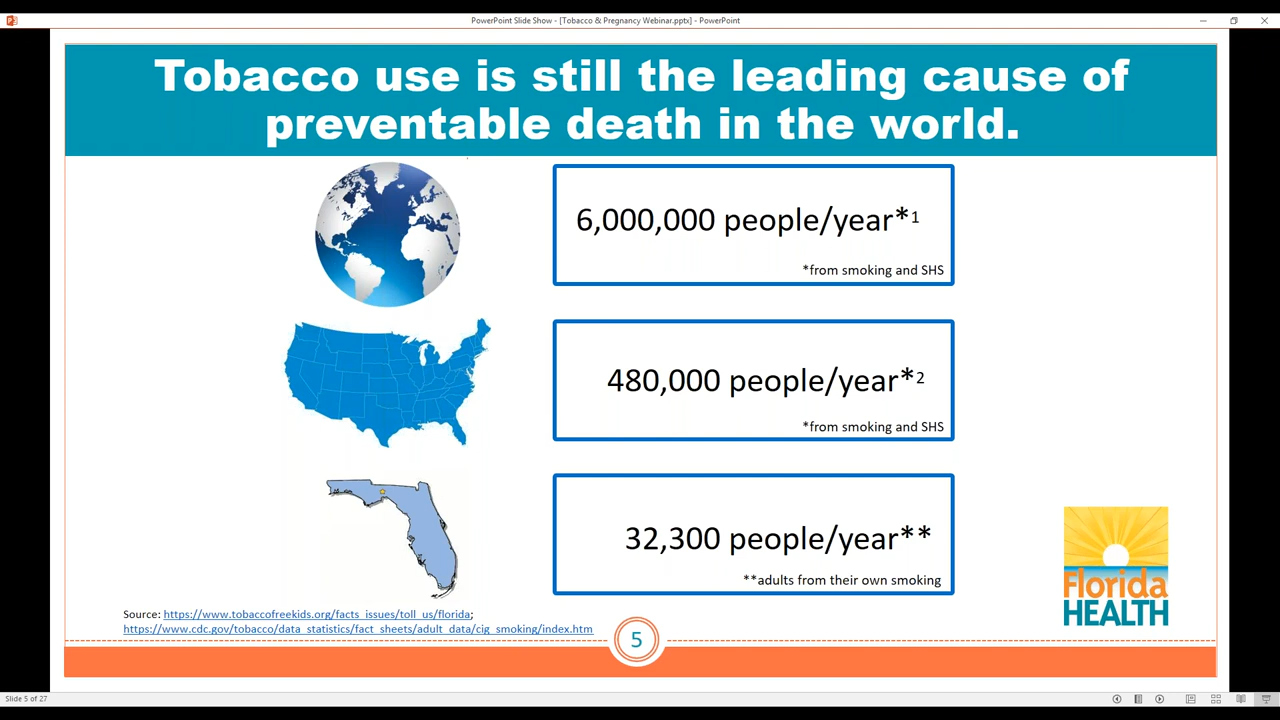 PowerPoint Slide Show - [Tobacco & Pregnancy Webinar.pptx] - PowerPoint
Tobacco use is still the leading cause of
preventable death in the world.
6,000,000 people/year*1
*from smoking and SHS
480,000 people/year*2
*from smoking and SHS
32,300 people/year**
**adults from their own smoking
Florida
HEALTH
Source: https://www.tobaccofreekids.org/facts_issues/toll_us/florida;
https://www.cdc.gov/tobacco/data_statistics/fact_sheets/adult_data/cig_smoking/index.htm
5
Slide 5 of 27